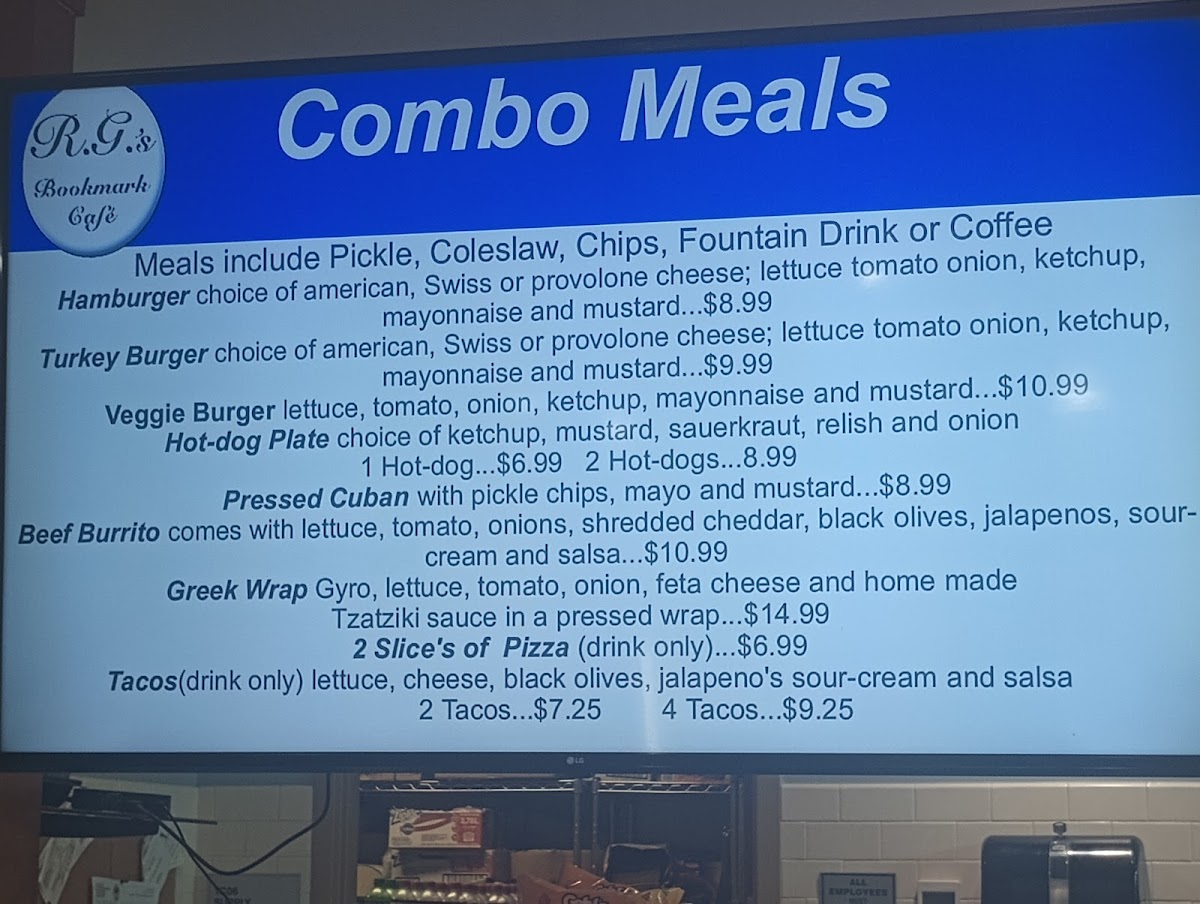 Combo Meals
R.G.'s
Bookmark
Café
Meals include Pickle, Coleslaw, Chips, Fountain Drink or Coffee
Hamburger choice of american, Swiss or provolone cheese; lettuce tomato onion, ketchup,
mayonnaise and mustard...$8.99
Turkey Burger choice of american, Swiss or provolone cheese; lettuce tomato onion, ketchup,
mayonnaise and mustard...$9.99
Veggie Burger lettuce, tomato, onion, ketchup, mayonnaise and mustard...$10.99
Hot-dog Plate choice of ketchup, mustard, sauerkraut, relish and onion
1 Hot-dog...$6.99 2 Hot-dogs...8.99
Pressed Cuban with pickle chips, mayo and mustard...$8.99
Beef Burrito comes with lettuce, tomato, onions, shredded cheddar, black olives, jalapenos, sour-
cream and salsa...$10.99
Greek Wrap Gyro, lettuce, tomato, onion, feta cheese and home made
Tzatziki sauce in a pressed wrap...$14.99
2 Slice's of Pizza (drink only)...$6.99
Tacos(drink only) lettuce, cheese, black olives, jalapeno's sour-cream and salsa
2 Tacos...$7.25 4 Tacos...$9.25
LG
ALL
EMPLOYEES